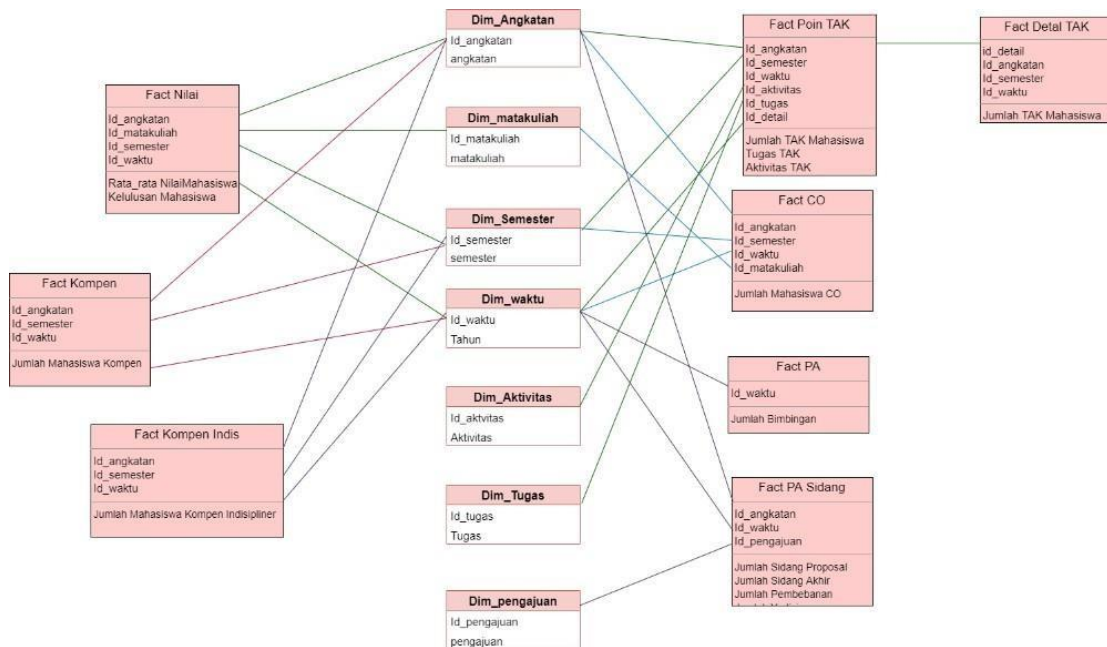 Dim_Angkatan
Id_angkatan
angkatan
Fact Poin TAK
Id_angkatan
Id_semester
Id_waktu
Id_aktivitas
Id_tugas
Id_detail
Jumlah TAK Mahasiswa
Tugas TAK
Aktivitas TAK
Fact Detal TAK
id_detail
Id_angkatan
Id_semester
Id_waktu
Jumlah TAK Mahasiswa
Fact Nilai
Id_angkatan
Id_matakuliah
Id_semester
Id_waktu
Rata_rata NilaiMahasiswa
Kelulusan Mahasiswa
Dim_matakuliah
Id_matakuliah
matakuliah
Dim_Semester
Id_semester
semester
Fact CO
Id_angkatan
Id_semester
Id_waktu
Id_matakuliah
Jumlah Mahasiswa CO
Fact Kompen
Id_angkatan
Id_semester
Id_waktu
Jumlah Mahasiswa Kompen
Dim_waktu
Id_waktu
Tahun
Fact PA
Id_waktu
Jumlah Bimbingan
Dim_Aktivitas
Id_aktvitas
Aktivitas
Fact Kompen Indis
Id_angkatan
Id_semester
Id_waktu
Jumlah Mahasiswa Kompen Indisipliner
Dim_Tugas
Id_tugas
Tugas
Fact PA Sidang
Id_angkatan
Id_waktu
Id_pengajuan
Jumlah Sidang Proposal
Jumlah Sidang Akhir
Jumlah Pembebanan
Dim_pengajuan
Id_pengajuan
pengajuan